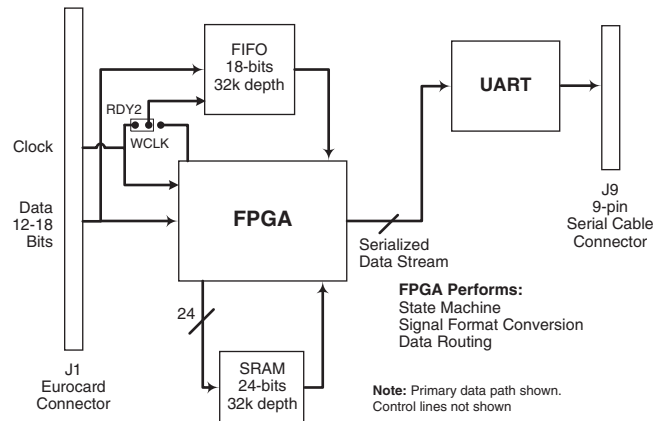 FIFO
18-bits
32k depth
UART
RDY2
WCLK
Clock
Data
12-18
Bits
FPGA
Serialized
Data Stream
J9
9-pin
Serial Cable
Connector
FPGA Performs:
State Machine
Signal Format Conversion
Data Routing
24
SRAM
24-bits
32k depth
J1
Eurocard
Connector
Note: Primary data path shown.
Control lines not shown